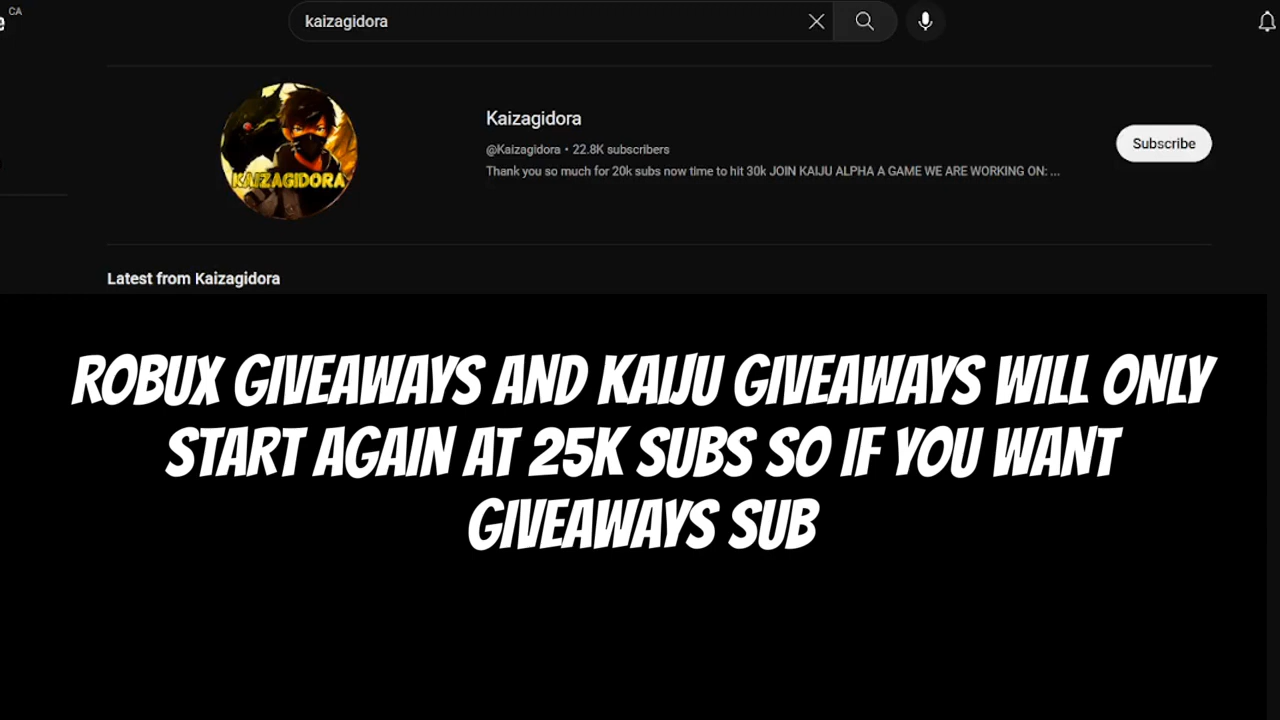 CA
e
kaizagidora
KAIZAGIDORA
Kaizagidora
@Kaizagidora • 22.8K subscribers
Subscribe
Thank you so much for 20k subs now time to hit 30k JOIN KAIJU ALPHA A GAME WE ARE WORKING ON: ...
Latest from Kaizagidora
ROBUX GIVEAWAYS AND KAIJU GIVEAWAYS WILL ONLY
START AGAIN AT 25K SUBS SO IF YOU WANT
GIVEAWAYS SUB